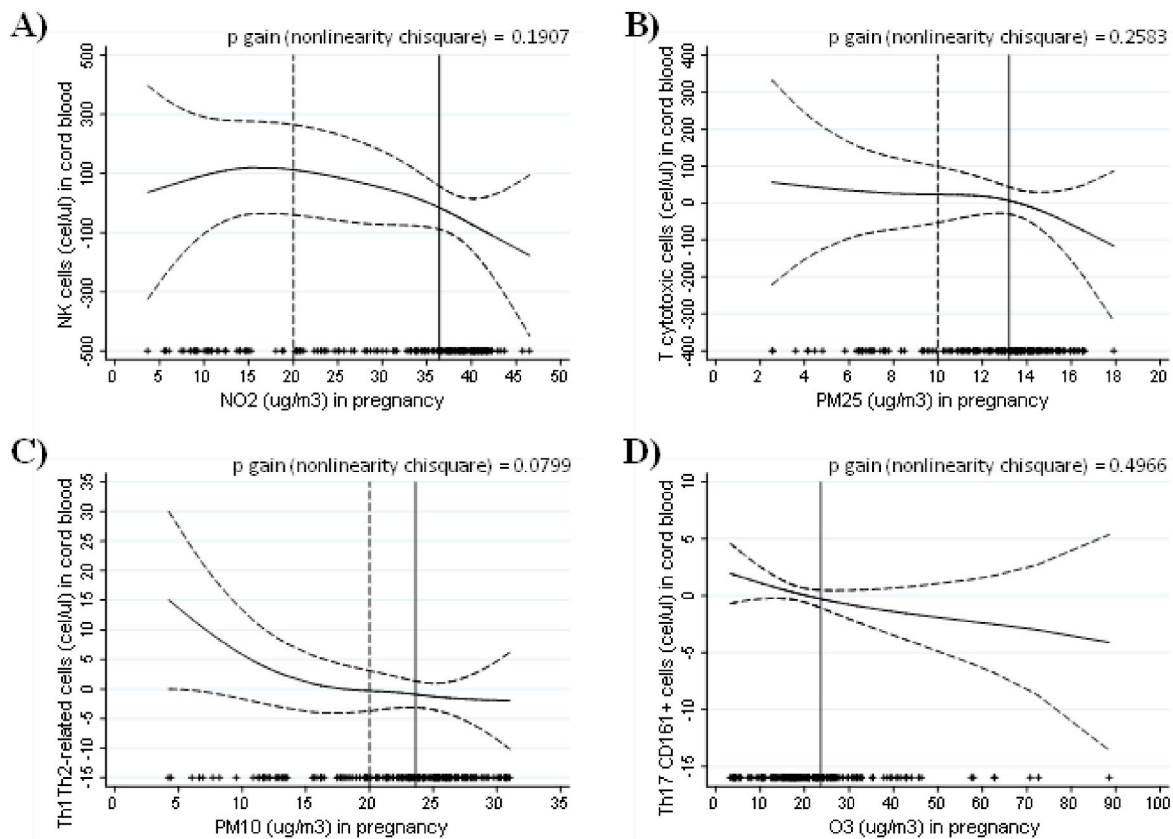 A)
p gain (nonlinearity chisquare) = 0.1907
NK cells (cel/ul) in cord blood
500
300
100
-100
-300
-500
0 5 10 15 20 25 30 35 40 45 50
NO2 (ug/m3) in pregnancy
B)
p gain (nonlinearity chisquare) = 0.2583
T cytotoxic cells (cel/ul) in cord blood
400
300
200
100
0
-100
-200
-300
-400
0 2 4 6 8 10 12 14 16 18 20
PM25 (ug/m3) in pregnancy
C)
p gain (nonlinearity chisquare) = 0.0799
Th1Th2-related cells (cel/ul) in cord blood
35
30
25
20
15
10
5
0
-5
-10
-15
0 5 10 15 20 25 30 35
PM10 (ug/m3) in pregnancy
D)
p gain (nonlinearity chisquare) = 0.4966
Th17 CD161+ cells (cel/ul) in cord blood
10
5
0
-5
-10
-15
0 10 20 30 40 50 60 70 80 90 100
O3 (ug/m3) in pregnancy